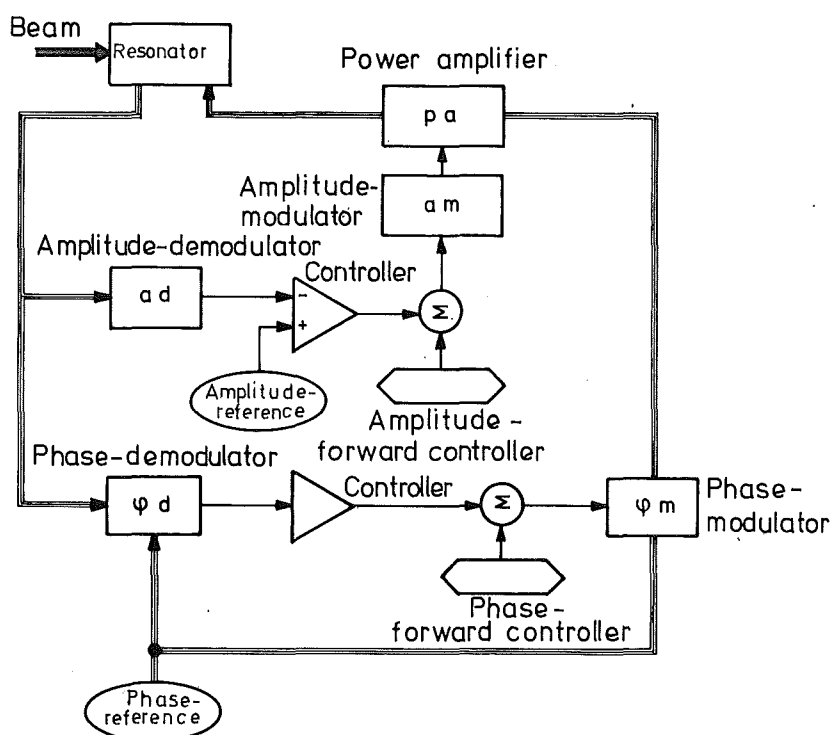 Beam
Resonator
Power amplifier
p a
Amplitude-
modulator
a m
Amplitude-demodulator
Controller
a d
-
+
Σ
Amplitude-
reference
Amplitude-
forward controller
Phase-demodulator
Controller
φ d
Σ
φ m
Phase-
modulator
Phase-
forward controller
Phase-
reference